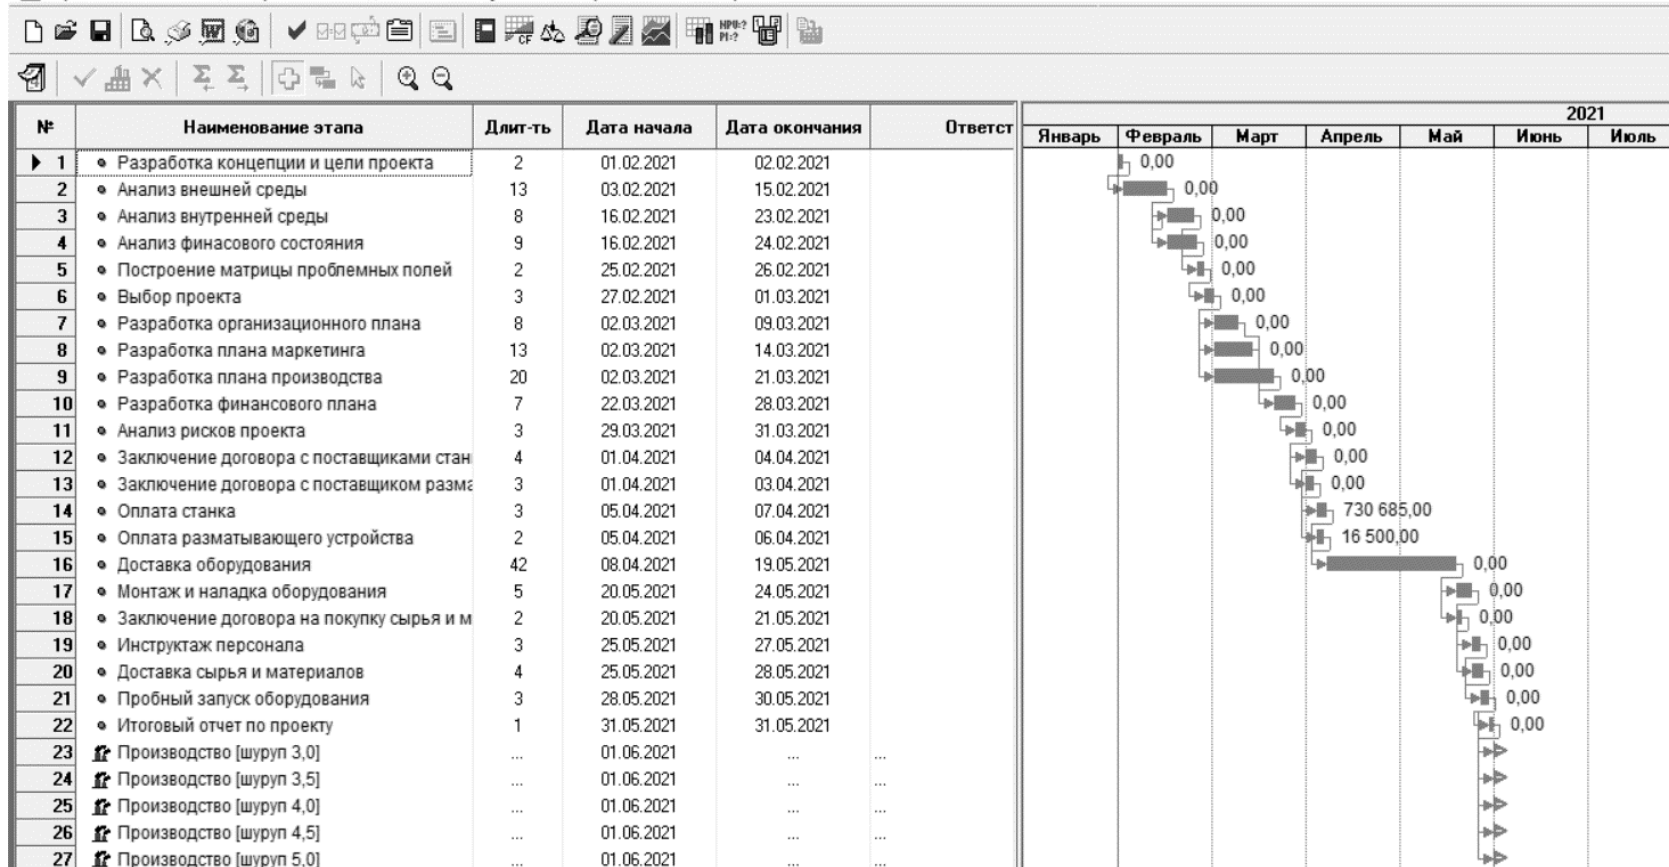 CF
NPV:?
PI=?
№ Наименование этапа Длит-ть Дата начала Дата окончания Ответст
2021
Январь Февраль Март Апрель Май Июнь Июль
1 Разработка концепции и цели проекта 2 01.02.2021 02.02.2021 0,00
2 Анализ внешней среды 13 03.02.2021 15.02.2021 0,00
3 Анализ внутренней среды 8 16.02.2021 23.02.2021 0,00
4 Анализ финасового состояния 9 16.02.2021 24.02.2021 0,00
5 Построение матрицы проблемных полей 2 25.02.2021 26.02.2021 0,00
6 Выбор проекта 3 27.02.2021 01.03.2021 0,00
7 Разработка организационного плана 8 02.03.2021 09.03.2021 0,00
8 Разработка плана маркетинга 13 02.03.2021 14.03.2021 0,00
9 Разработка плана производства 20 02.03.2021 21.03.2021 0,00
10 Разработка финансового плана 7 22.03.2021 28.03.2021 0,00
11 Анализ рисков проекта 3 29.03.2021 31.03.2021 0,00
12 Заключение договора с поставщиками стан 4 01.04.2021 04.04.2021 0,00
13 Заключение договора с поставщиком разма 3 01.04.2021 03.04.2021 0,00
14 Оплата станка 3 05.04.2021 07.04.2021 730 685,00
15 Оплата разматывающего устройства 2 05.04.2021 06.04.2021 16 500,00
16 Доставка оборудования 42 08.04.2021 19.05.2021 0,00
17 Монтаж и наладка оборудования 5 20.05.2021 24.05.2021 0,00
18 Заключение договора на покупку сырья и м 2 20.05.2021 21.05.2021 0,00
19 Инструктаж персонала 3 25.05.2021 27.05.2021 0,00
20 Доставка сырья и материалов 4 25.05.2021 28.05.2021 0,00
21 Пробный запуск оборудования 3 28.05.2021 30.05.2021 0,00
22 Итоговый отчет по проекту 1 31.05.2021 31.05.2021 0,00
23 Производство [шуруп 3,0] ... 01.06.2021 ... ...
24 Производство [шуруп 3,5] ... 01.06.2021 ... ...
25 Производство [шуруп 4,0] ... 01.06.2021 ... ...
26 Производство [шуруп 4,5] ... 01.06.2021 ... ...
27 Производство [шуруп 5,0] ... 01.06.2021 ... ...